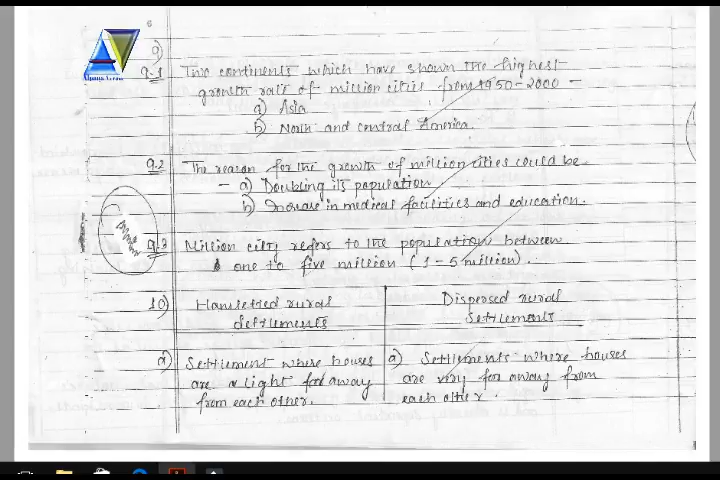 6
9)
9.1 Two continents which have shown the highest
growth rate of million cities from 1950-2000 -
a) Asia
b) North and central America.
9.2 The reason for the growth of million cities could be
- a) Doubling its population
b) Increase in medical facilities and education.
9.3 Million city refers to the population between
one to five million (1-5 million).
10) Hamletted rural Dispersed rural
settlements settlements
a) Settlement where houses a) Settlements where houses
are a light far away are very far away from
from each other. each other.